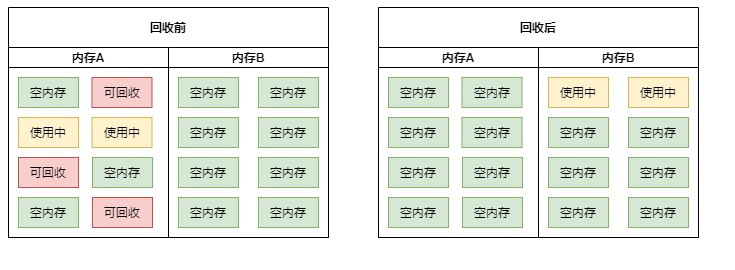 回收前
内存A 内存B
空内存 可回收 空内存 空内存
使用中 使用中 空内存 空内存
可回收 空内存 空内存 空内存
空内存 可回收 空内存 空内存
回收后
内存A 内存B
空内存 空内存 使用中 使用中
空内存 空内存 空内存 空内存
空内存 空内存 空内存 空内存
空内存 空内存 空内存 空内存